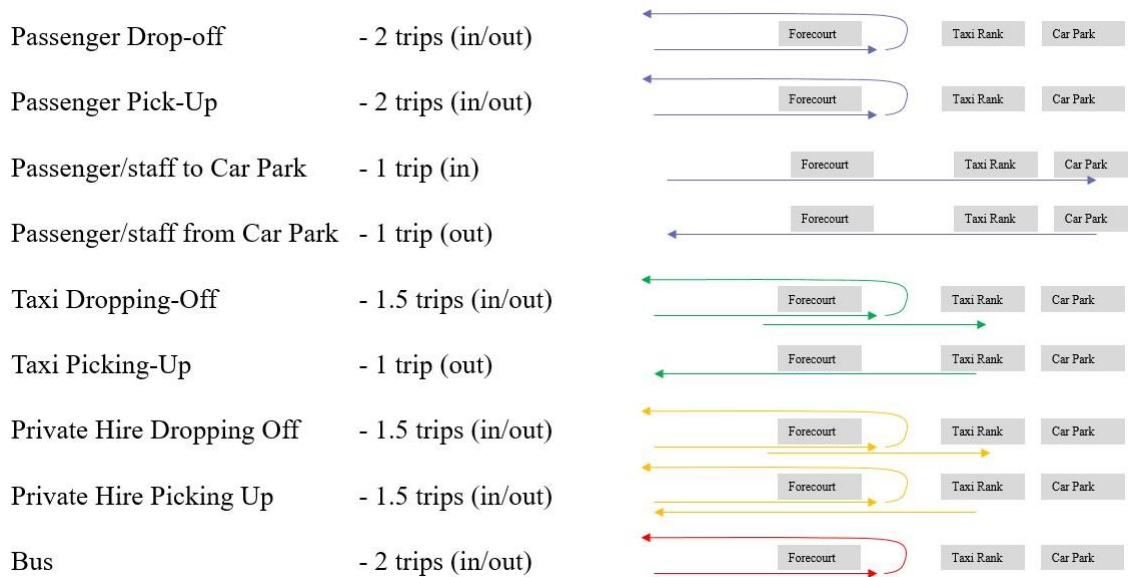 Passenger Drop-off - 2 trips (in/out) Forecourt Taxi Rank Car Park
Passenger Pick-Up - 2 trips (in/out) Forecourt Taxi Rank Car Park
Passenger/staff to Car Park - 1 trip (in) Forecourt Taxi Rank Car Park
Passenger/staff from Car Park - 1 trip (out) Forecourt Taxi Rank Car Park
Taxi Dropping-Off - 1.5 trips (in/out) Forecourt Taxi Rank Car Park
Taxi Picking-Up - 1 trip (out) Forecourt Taxi Rank Car Park
Private Hire Dropping Off - 1.5 trips (in/out) Forecourt Taxi Rank Car Park
Private Hire Picking Up - 1.5 trips (in/out) Forecourt Taxi Rank Car Park
Bus - 2 trips (in/out) Forecourt Taxi Rank Car Park